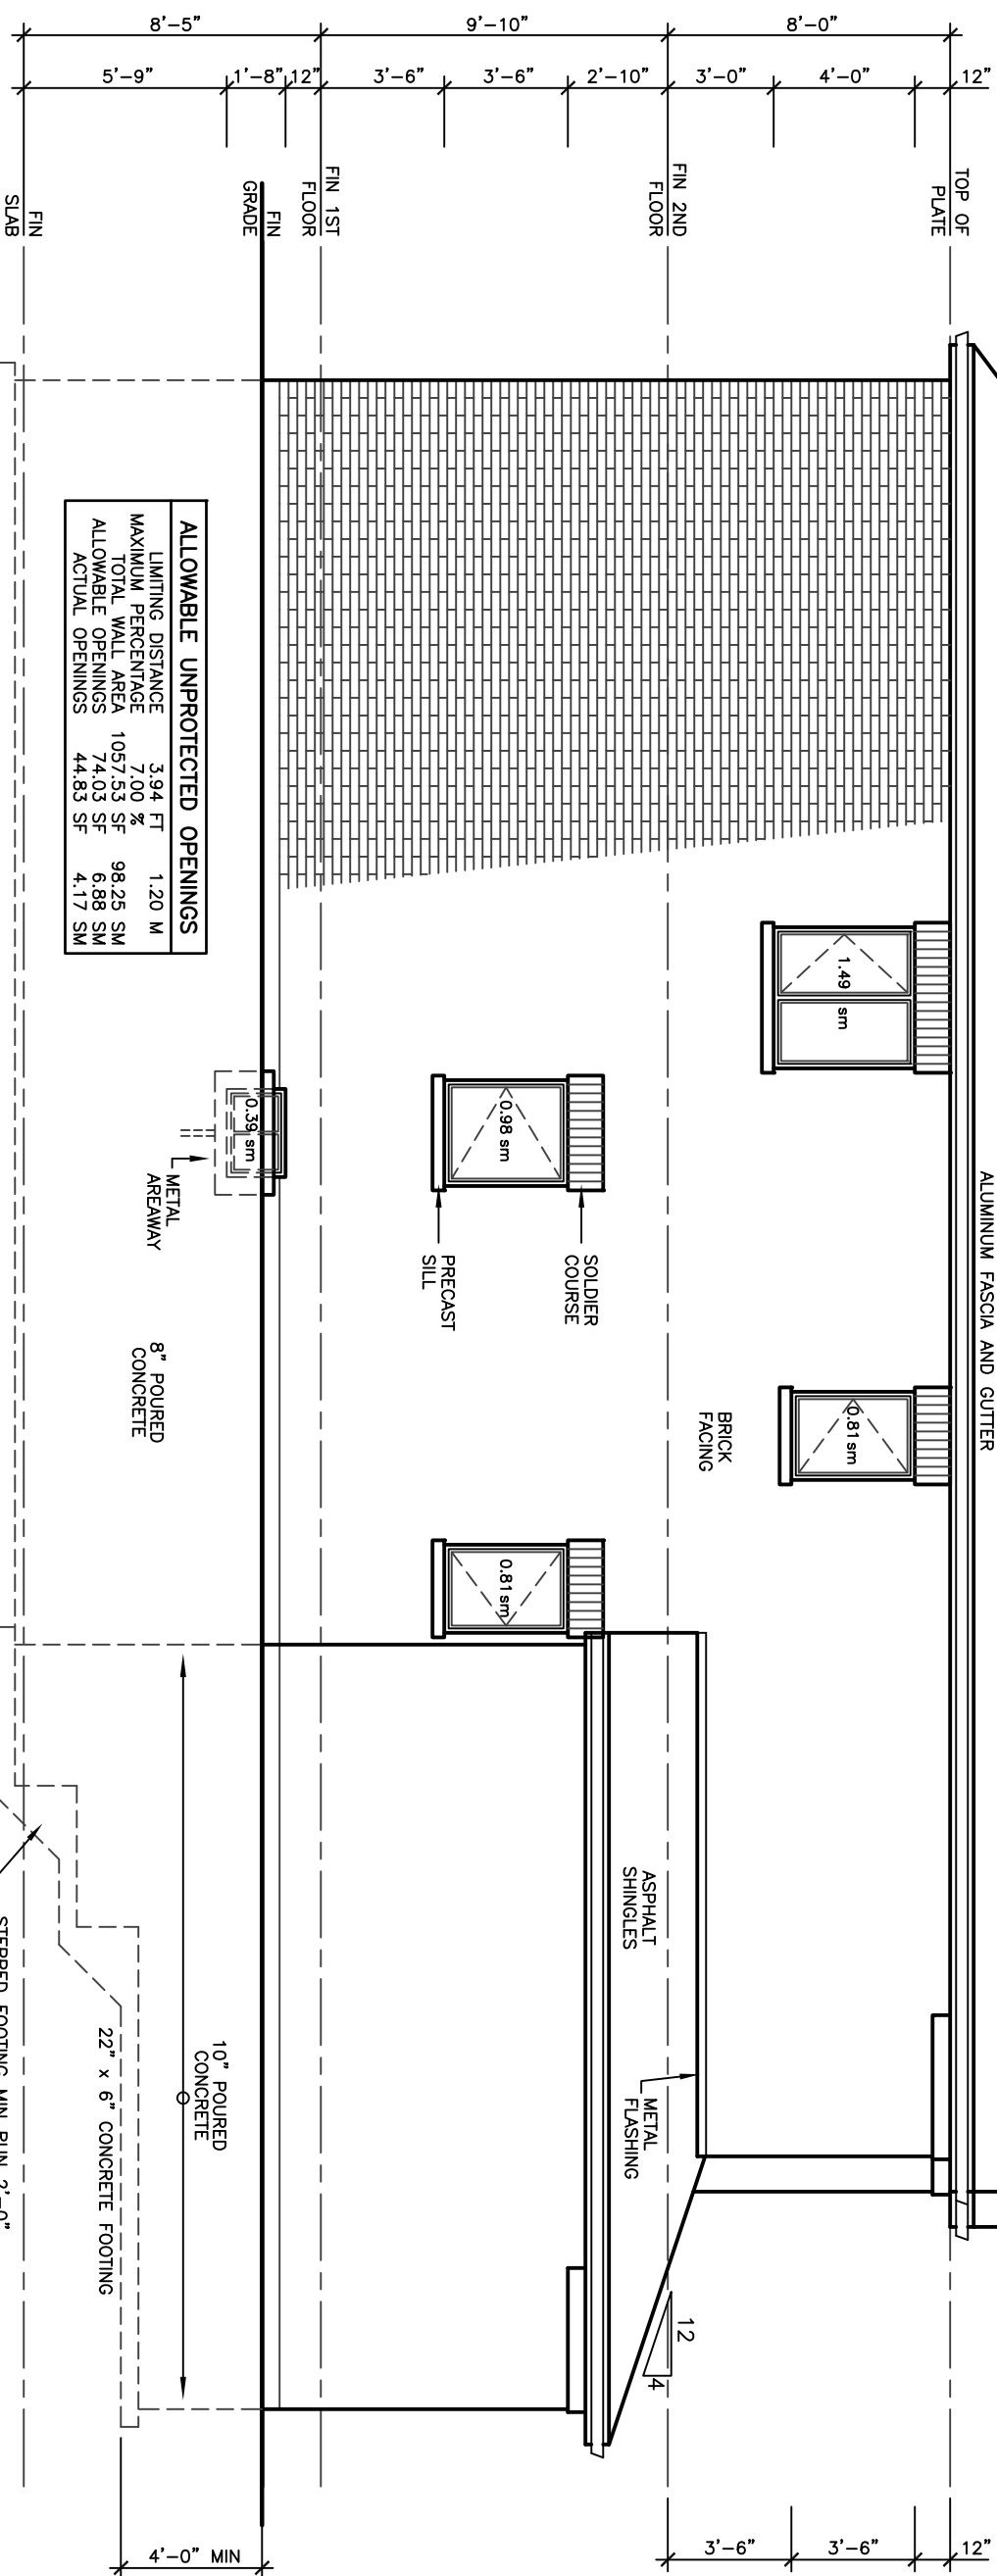 8'-5"
9'-10"
8'-0"
5'-9"
1'-8"
12"
3'-6"
3'-6"
2'-10"
3'-0"
4'-0"
12"
TOP OF
PLATE
FIN 2ND
FLOOR
FIN 1ST
FLOOR
FIN
GRADE
FIN
SLAB
ALUMINUM FASCIA AND GUTTER
1.49 sm
0.81 sm
0.98 sm
0.81 sm
0.39 sm
SOLDIER
COURSE
PRECAST
SILL
BRICK
FACING
METAL
AREAWAY
8" POURED
CONCRETE
ASPHALT
SHINGLES
METAL
FLASHING
12
4
10" POURED
CONCRETE
22" x 6" CONCRETE FOOTING
STEPPED FOOTING MIN RUN 2'-0"
ALLOWABLE UNPROTECTED OPENINGS
LIMITING DISTANCE 3.94 FT 1.20 M
MAXIMUM PERCENTAGE 7.00 %
TOTAL WALL AREA 1057.53 SF 98.25 SM
ALLOWABLE OPENINGS 74.03 SF 6.88 SM
ACTUAL OPENINGS 44.83 SF 4.17 SM
4'-0" MIN
3'-6"
3'-6"
12"